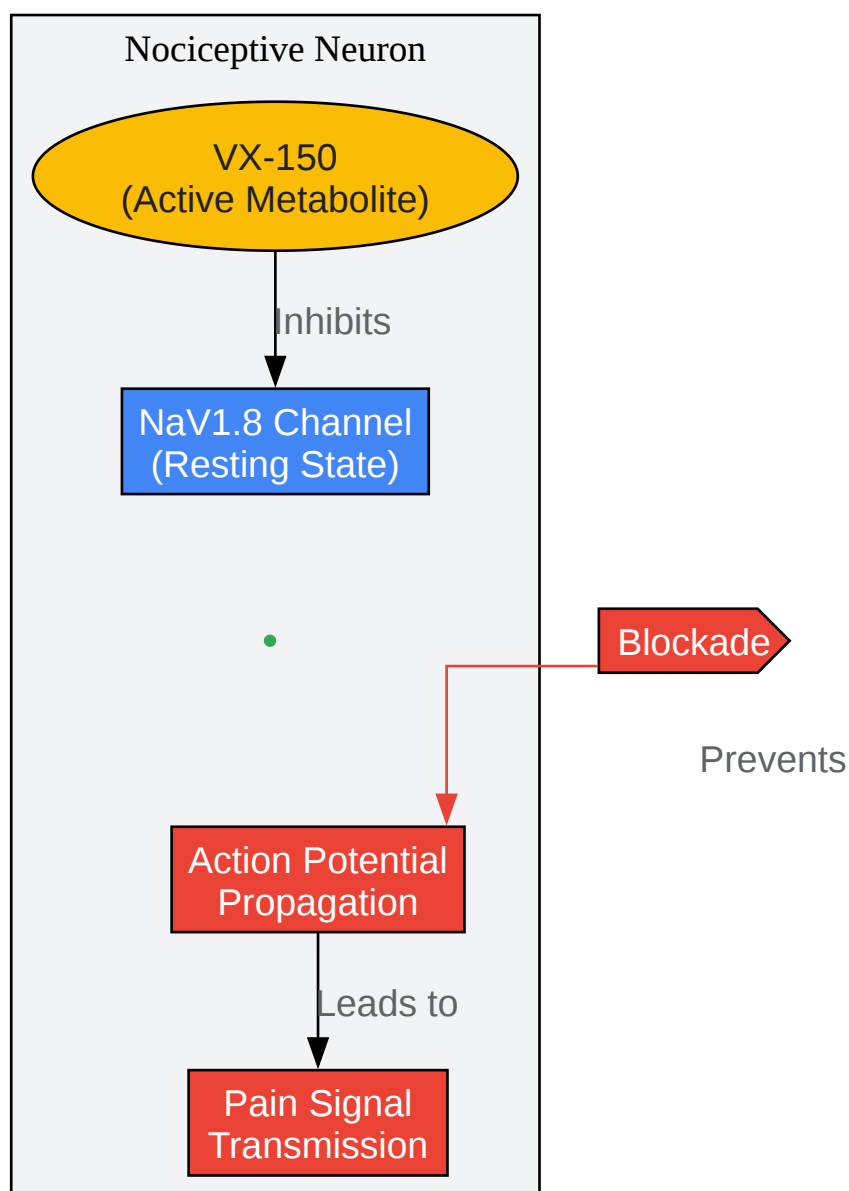 Nociceptive Neuron
VX-150
(Active Metabolite)
Inhibits
NaV1.8 Channel
(Resting State)
Blockade
Prevents
Action Potential
Propagation
Leads to
Pain Signal
Transmission